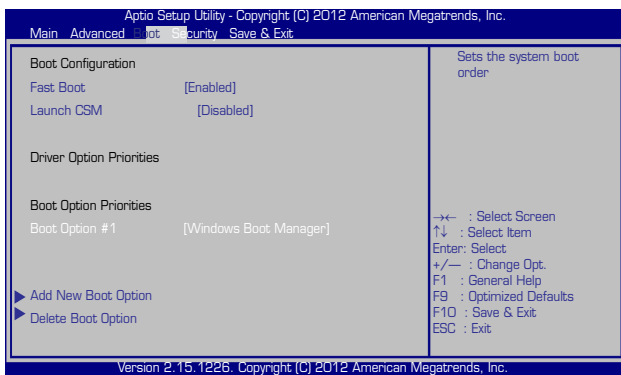 Aptio Setup Utility - Copyright (C) 2012 American Megatrends, Inc.
Main Advanced Boot Security Save & Exit
Boot Configuration
Fast Boot [Enabled]
Launch CSM [Disabled]
Driver Option Priorities
Boot Option Priorities
Boot Option #1 [Windows Boot Manager]
Add New Boot Option
Delete Boot Option
Sets the system boot
order
→← : Select Screen
↑↓ : Select Item
Enter: Select
+/— : Change Opt.
F1 : General Help
F9 : Optimized Defaults
F10 : Save & Exit
ESC : Exit
Version 2.15.1226. Copyright (C) 2012 American Megatrends, Inc.